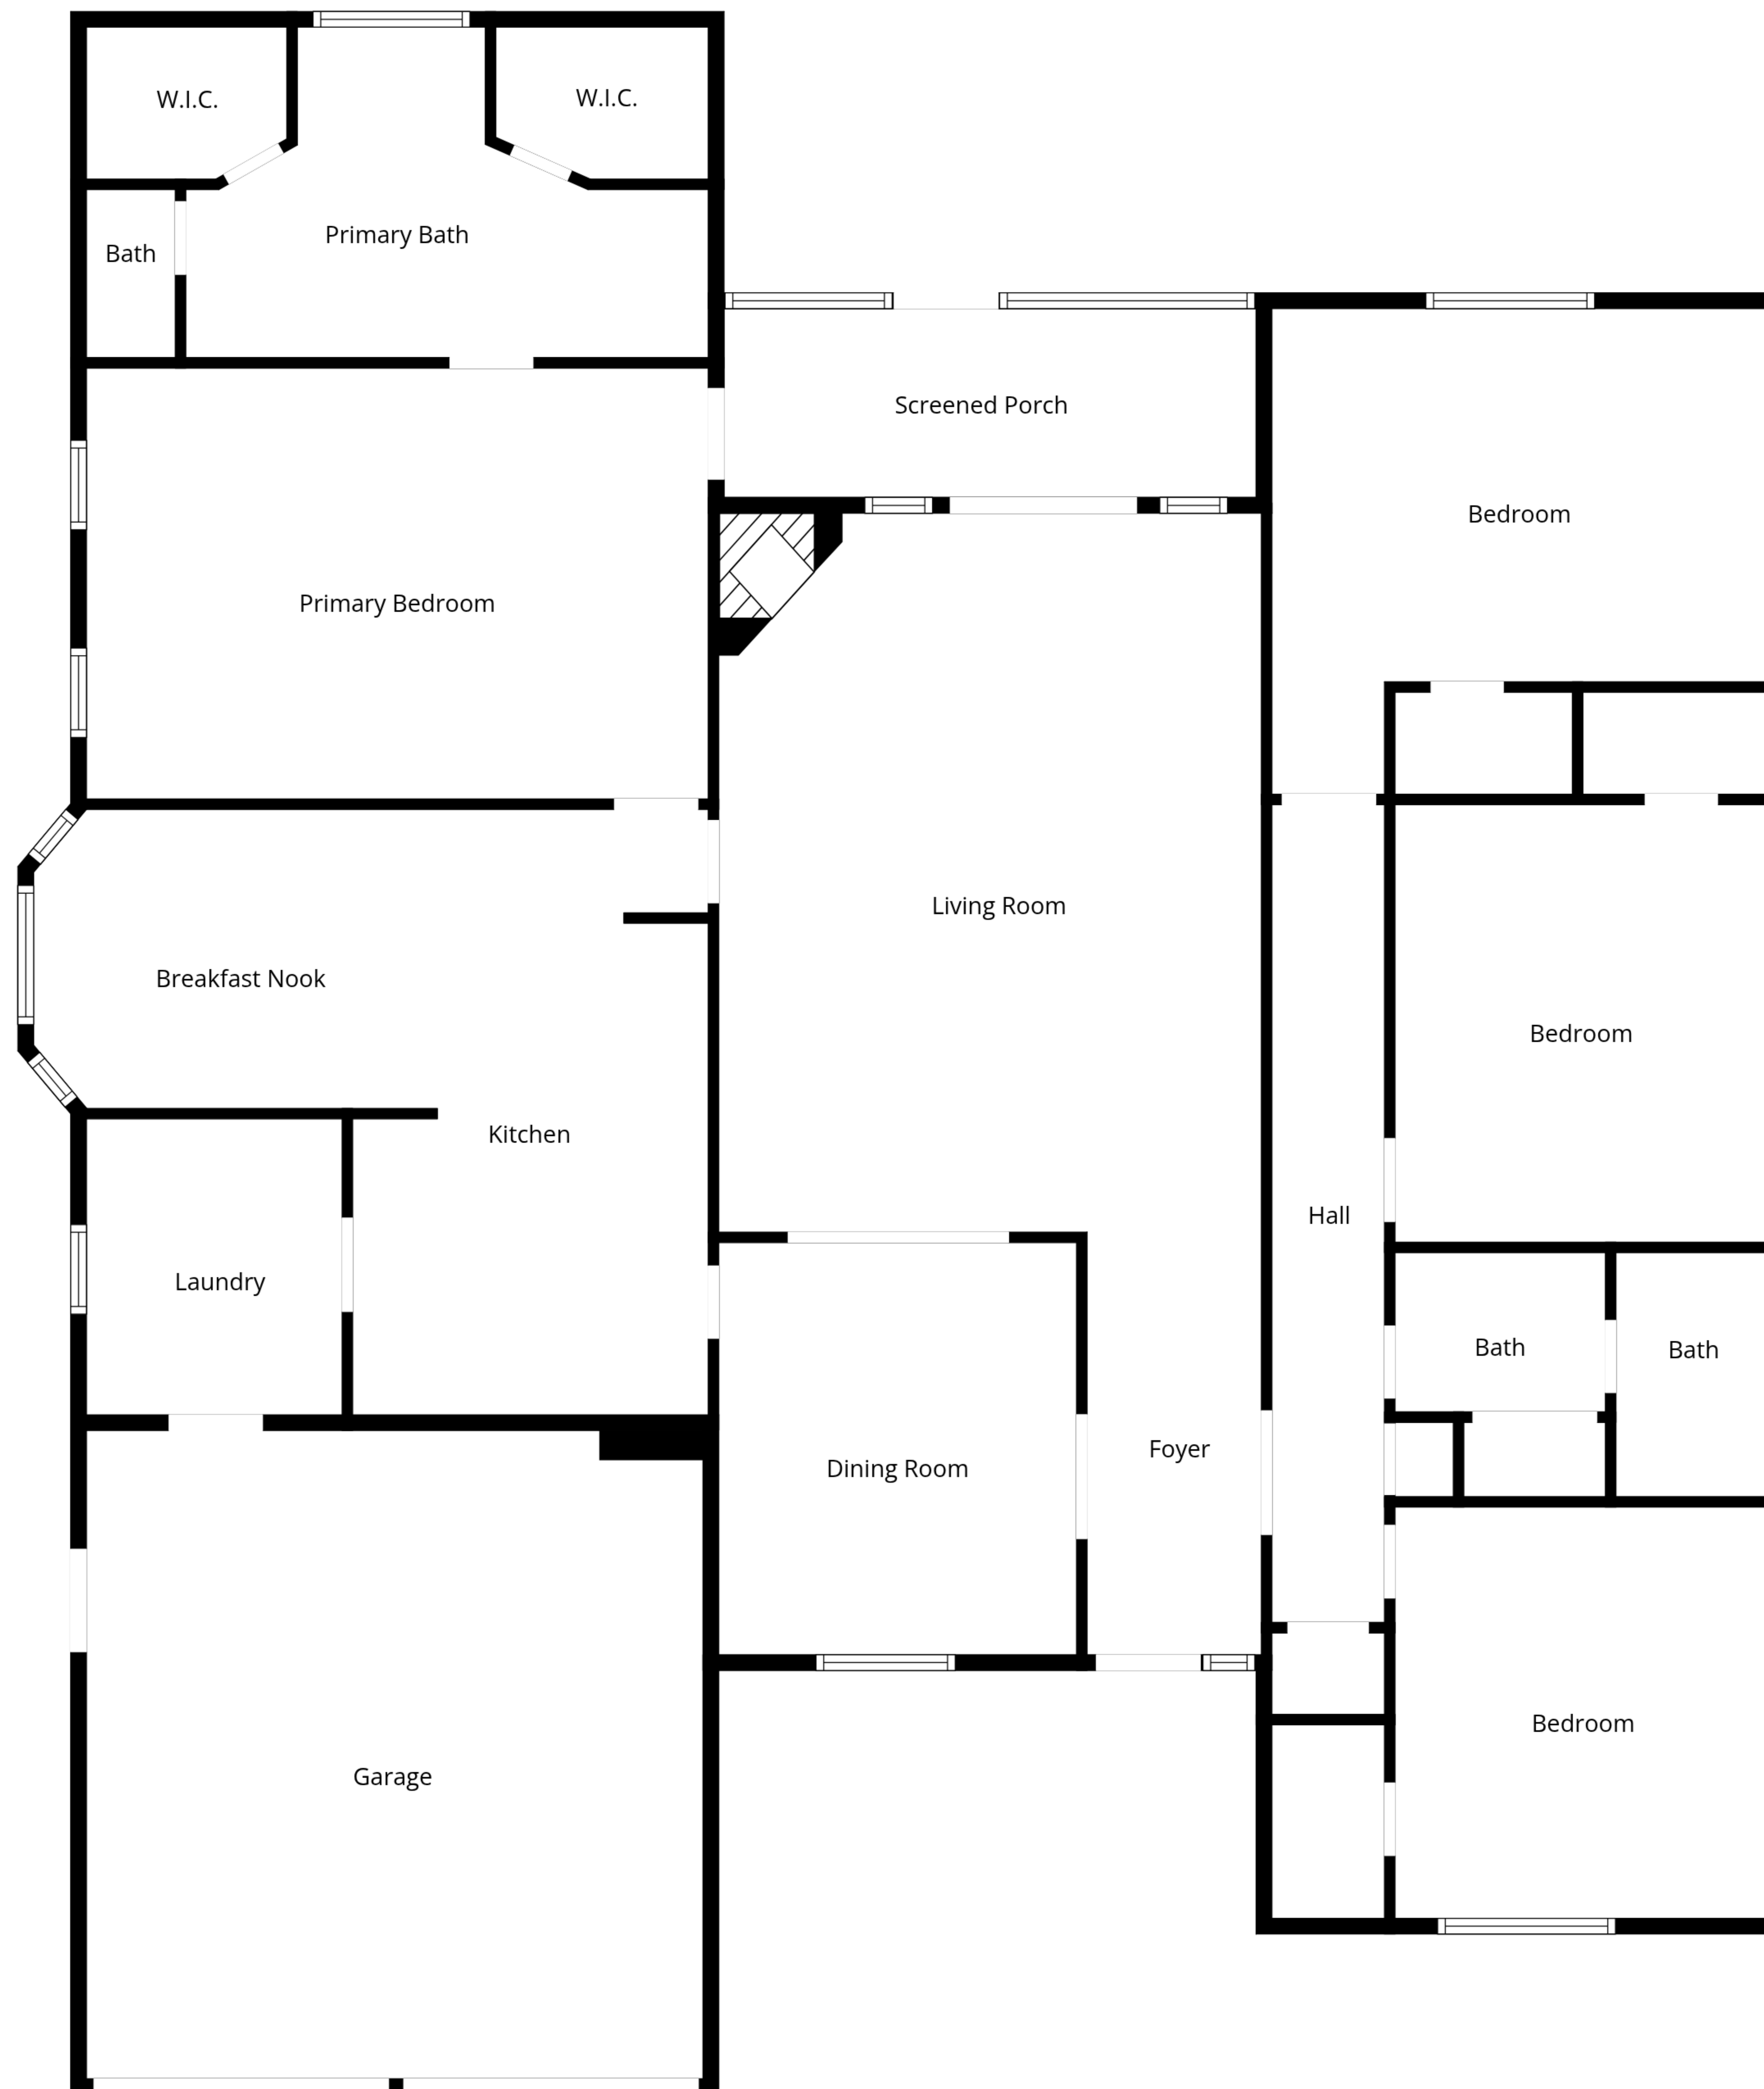 W.I.C.
W.I.C.
Primary Bath
Bath
Screened Porch
Bedroom
Primary Bedroom
Living Room
Breakfast Nook
Bedroom
Kitchen
Hall
Laundry
Bath
Bath
Foyer
Dining Room
Bedroom
Garage